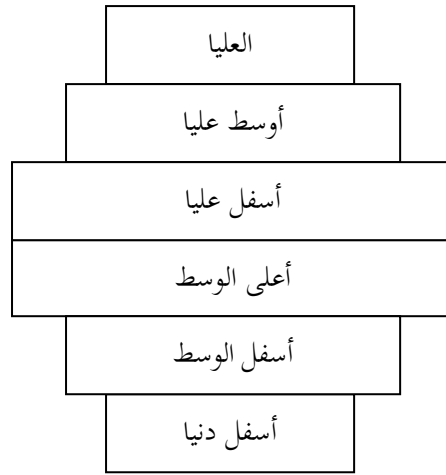 العليا
أوسط عليا
أسفل عليا
أعلى الوسط
أسفل الوسط
أسفل دنيا